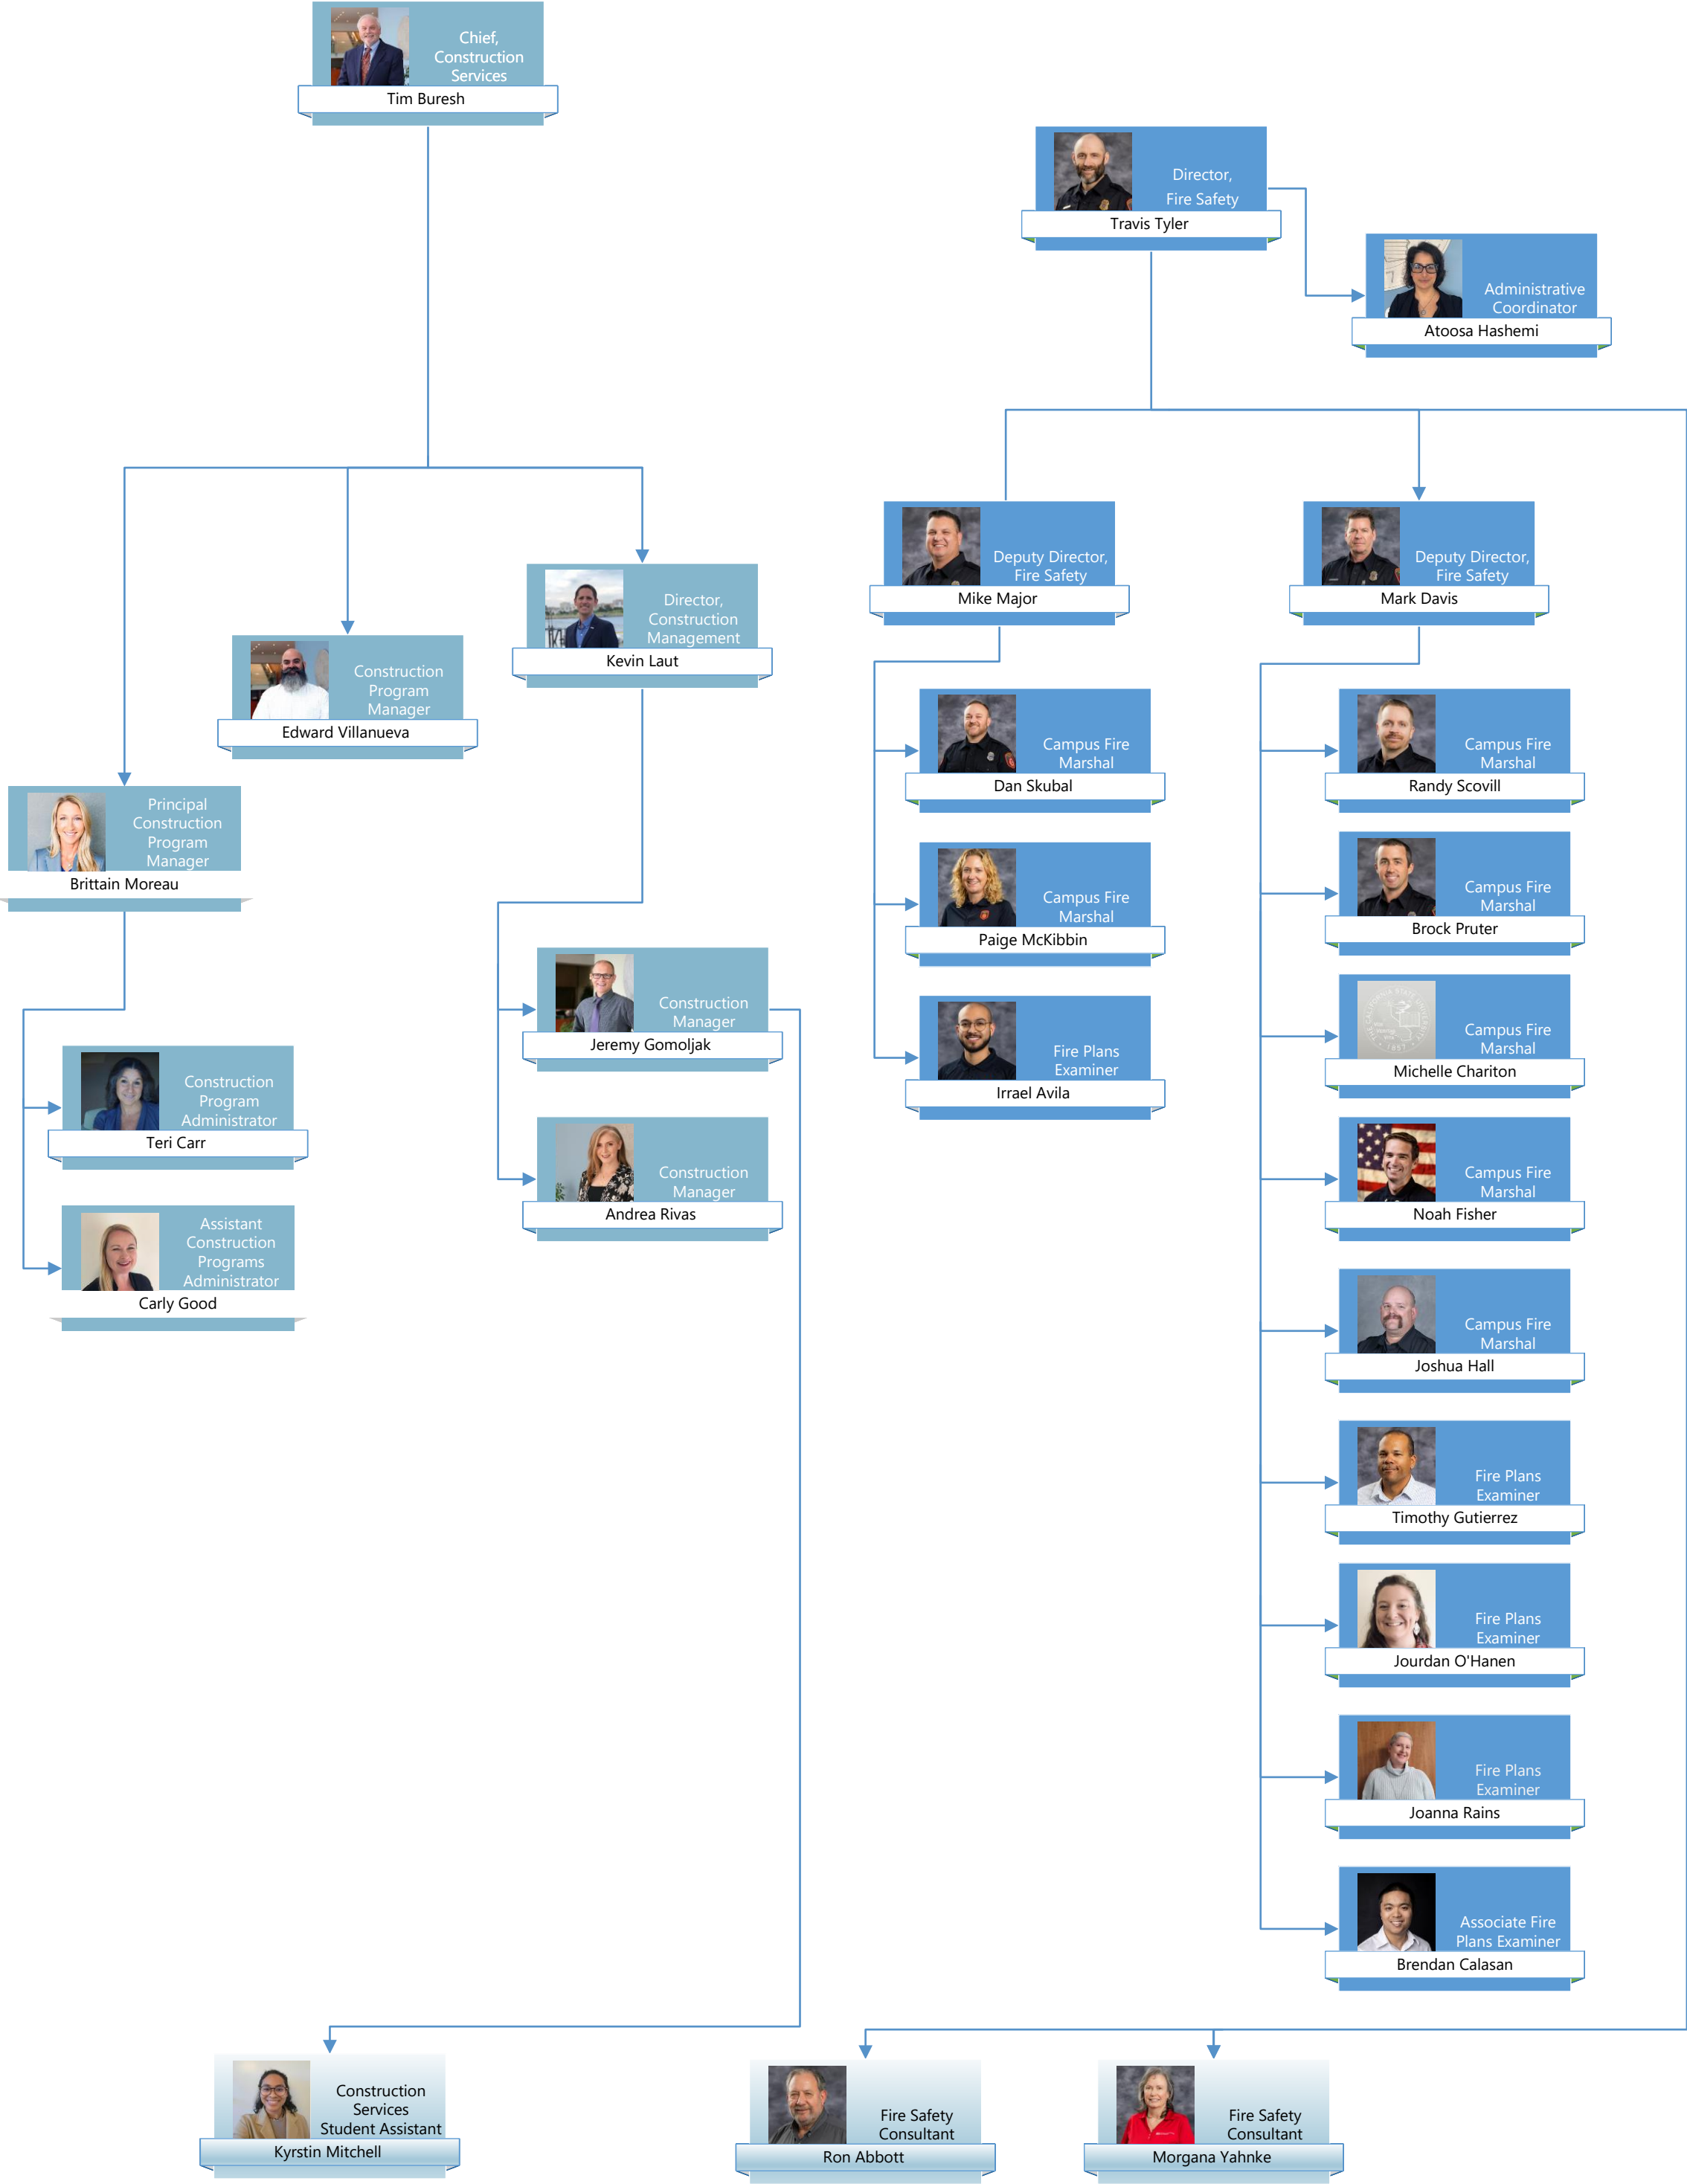 Chief,
Construction
Services
Tim Buresh
Director,
Fire Safety
Travis Tyler
Administrative
Coordinator
Atoosa Hashemi
Deputy Director,
Fire Safety
Mike Major
Deputy Director,
Fire Safety
Mark Davis
Director,
Construction
Management
Kevin Laut
Construction
Program
Manager
Edward Villanueva
Principal
Construction
Program
Manager
Brittain Moreau
Campus Fire
Marshal
Dan Skubal
Campus Fire
Marshal
Randy Scovill
Campus Fire
Marshal
Paige McKibbin
Campus Fire
Marshal
Brock Pruter
Construction
Manager
Jeremy Gomoljak
Fire Plans
Examiner
Irrael Avila
Campus Fire
Marshal
Michelle Chariton
Construction
Program
Administrator
Teri Carr
Construction
Manager
Andrea Rivas
Campus Fire
Marshal
Noah Fisher
Assistant
Construction
Programs
Administrator
Carly Good
Campus Fire
Marshal
Joshua Hall
Fire Plans
Examiner
Timothy Gutierrez
Fire Plans
Examiner
Jourdan O'Hanen
Fire Plans
Examiner
Joanna Rains
Associate Fire
Plans Examiner
Brendan Calasan
Construction
Services
Student Assistant
Kyrstin Mitchell
Fire Safety
Consultant
Ron Abbott
Fire Safety
Consultant
Morgana Yahnke